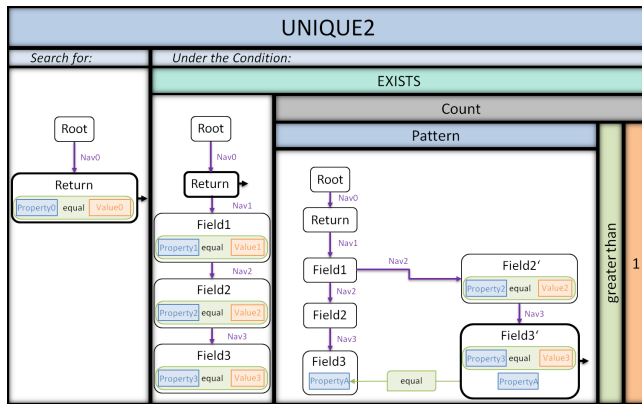 UNIQUE2
Search for:
Under the Condition:
EXISTS
Count
Pattern
greater than
1
Root
Nav0
Return
Property0 equal Value0
Root
Nav0
Return
Nav1
Field1
Property1 equal Value1
Nav2
Field2
Property2 equal Value2
Nav3
Field3
Property3 equal Value3
Root
Nav0
Return
Nav1
Field1
Nav2
Nav2
Field2
Nav3
Field3
PropertyA
equal
Field2‘
Property2 equal Value2
Nav3
Field3‘
Property3 equal Value3
PropertyA